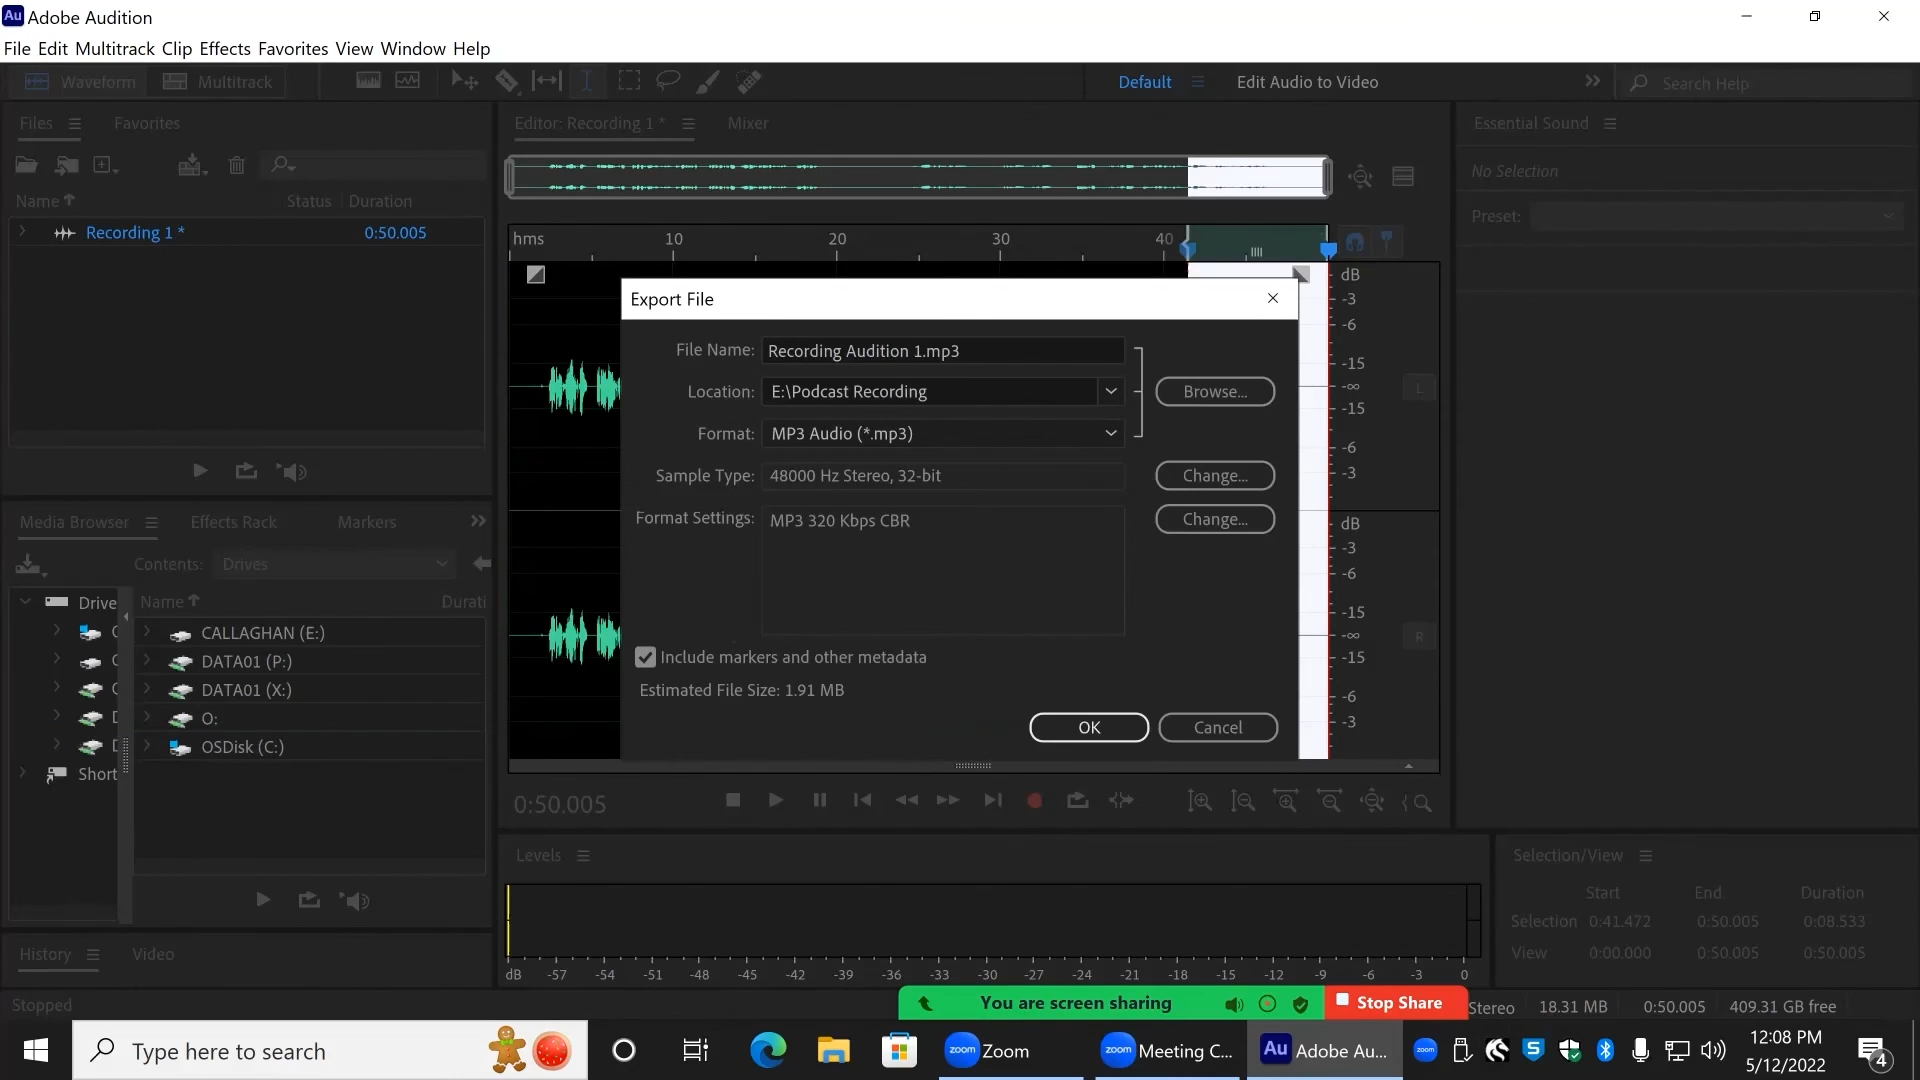 Au Adobe Audition
File Edit Multitrack Clip Effects Favorites View Window Help
Waveform Multitrack Default Edit Audio to Video Search Help
Files Favorites
Name Status Duration
Recording 1 * 0:50.005
Editor: Recording 1 * Mixer
hms 10 20 30 40
Essential Sound
No Selection
Preset:
Export File
File Name: Recording Audition 1.mp3
Location: E:\Podcast Recording Browse...
Format: MP3 Audio (*.mp3)
Sample Type: 48000 Hz Stereo, 32-bit Change...
Format Settings: MP3 320 Kbps CBR Change...
Include markers and other metadata
Estimated File Size: 1.91 MB
OK Cancel
dB
-3
-6
-15
-∞ L
-15
-6
-3
dB
-3
-6
-15
-∞ R
-15
-6
-3
Media Browser Effects Rack Markers
Contents: Drives
Drive Name Durati
CALLAGHAN (E:)
DATA01 (P:)
DATA01 (X:)
O:
OSDisk (C:)
Short
0:50.005
History Video
Stopped
Levels
dB -57 -54 -51 -48 -45 -42 -39 -36 -33 -30 -27 -24 -21 -18 -15 -12 -9 -6 -3 0
Selection/View
Start End Duration
Selection 0:41.472 0:50.005 0:08.533
View 0:00.000 0:50.005 0:50.005
You are screen sharing Stop Share
Stereo 18.31 MB 0:50.005 409.31 GB free
Type here to search
zoom Zoom
zoom Meeting C...
Au Adobe Au...
zoom
S
12:08 PM
5/12/2022
4